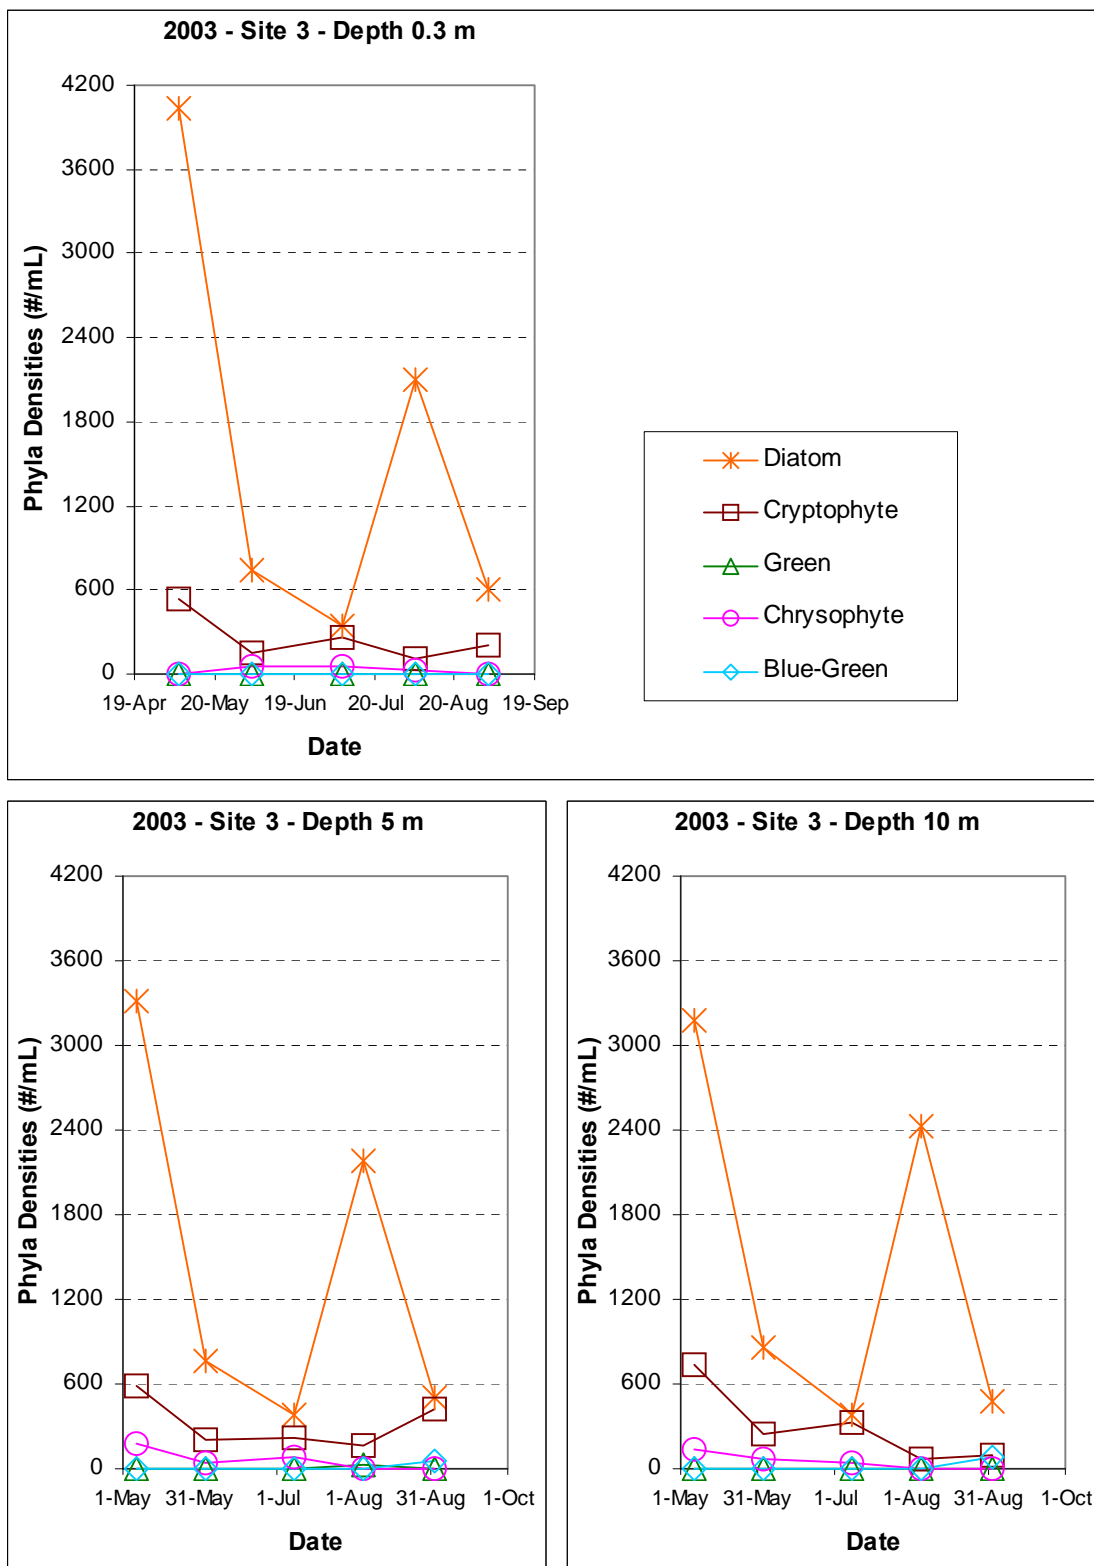 2003 - Site 3 - Depth 0.3 m
4200
3600
3000
2400
1800
1200
600
0
Phyla Densities (#/mL)
19-Apr 20-May 19-Jun 20-Jul 20-Aug 19-Sep
Date
Diatom
Cryptophyte
Green
Chrysophyte
Blue-Green
2003 - Site 3 - Depth 5 m
4200
3600
3000
2400
1800
1200
600
0
Phyla Densities (#/mL)
1-May 31-May 1-Jul 1-Aug 31-Aug 1-Oct
Date
2003 - Site 3 - Depth 10 m
4200
3600
3000
2400
1800
1200
600
0
Phyla Densities (#/mL)
1-May 31-May 1-Jul 1-Aug 31-Aug 1-Oct
Date